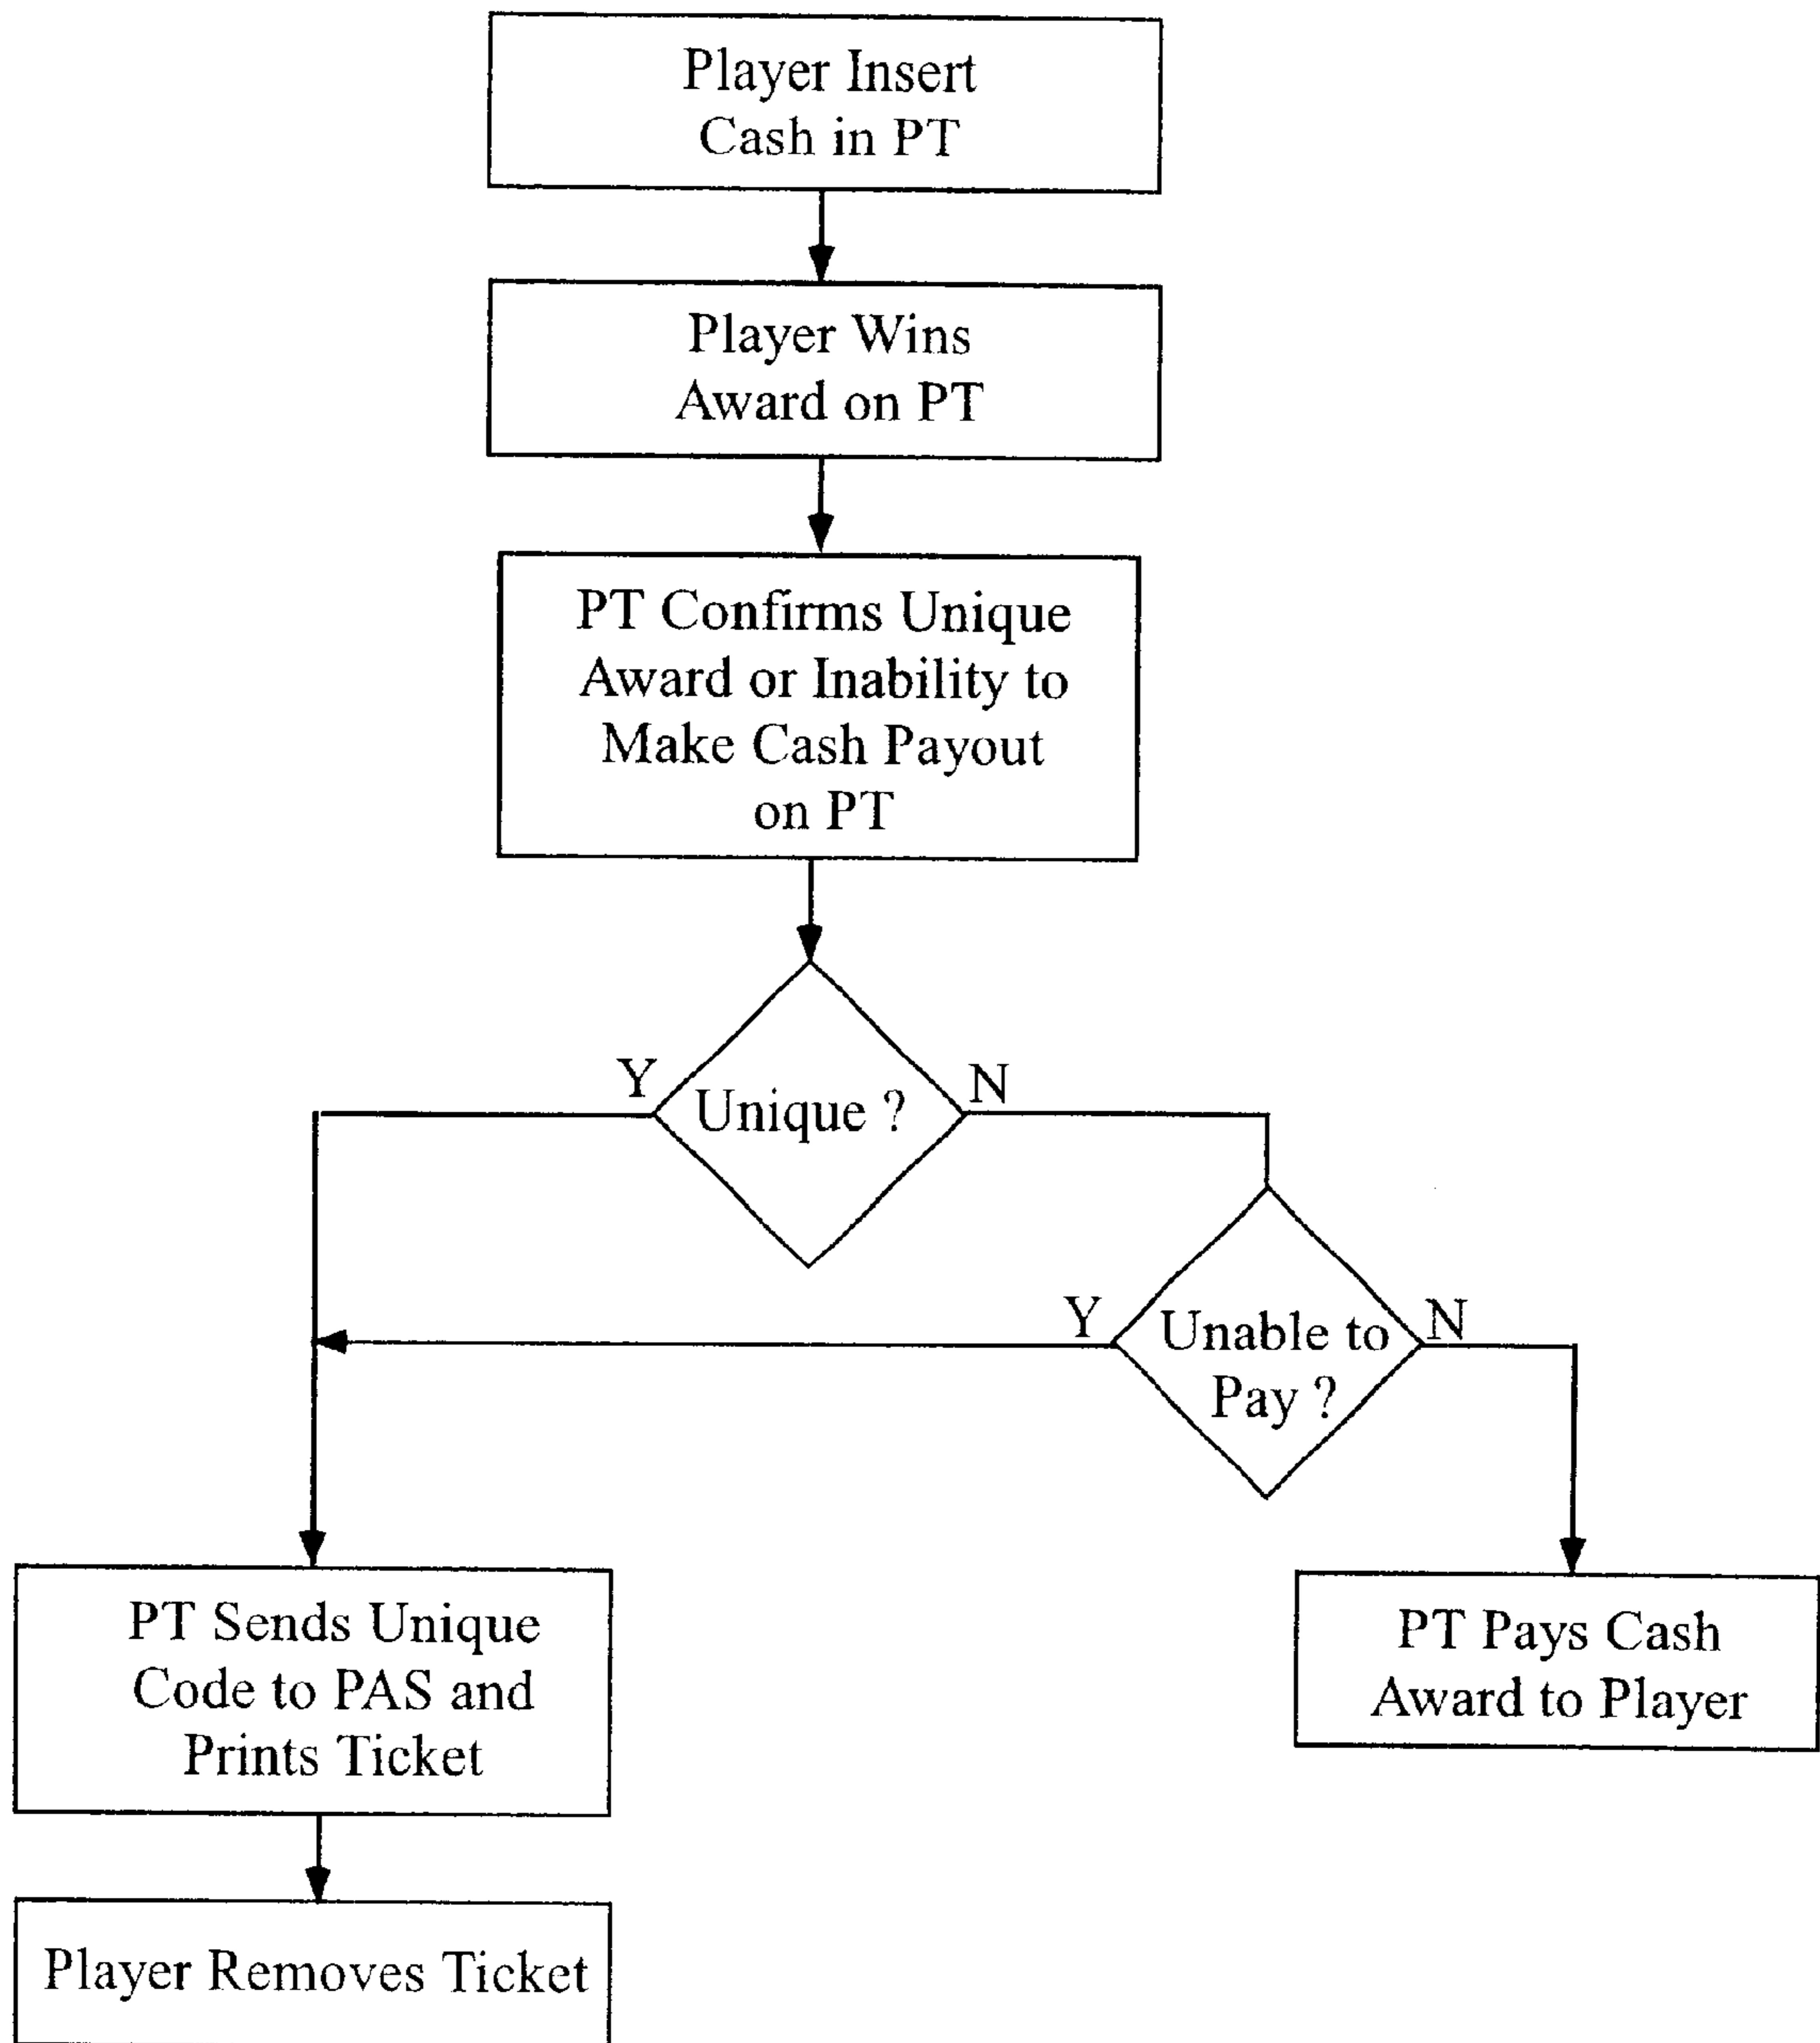 Player Insert
Cash in PT
Player Wins
Award on PT
PT Confirms Unique
Award or Inability to
Make Cash Payout
on PT
Y
Unique ?
N
Y
Unable to
Pay ?
N
PT Sends Unique
Code to PAS and
Prints Ticket
PT Pays Cash
Award to Player
Player Removes Ticket